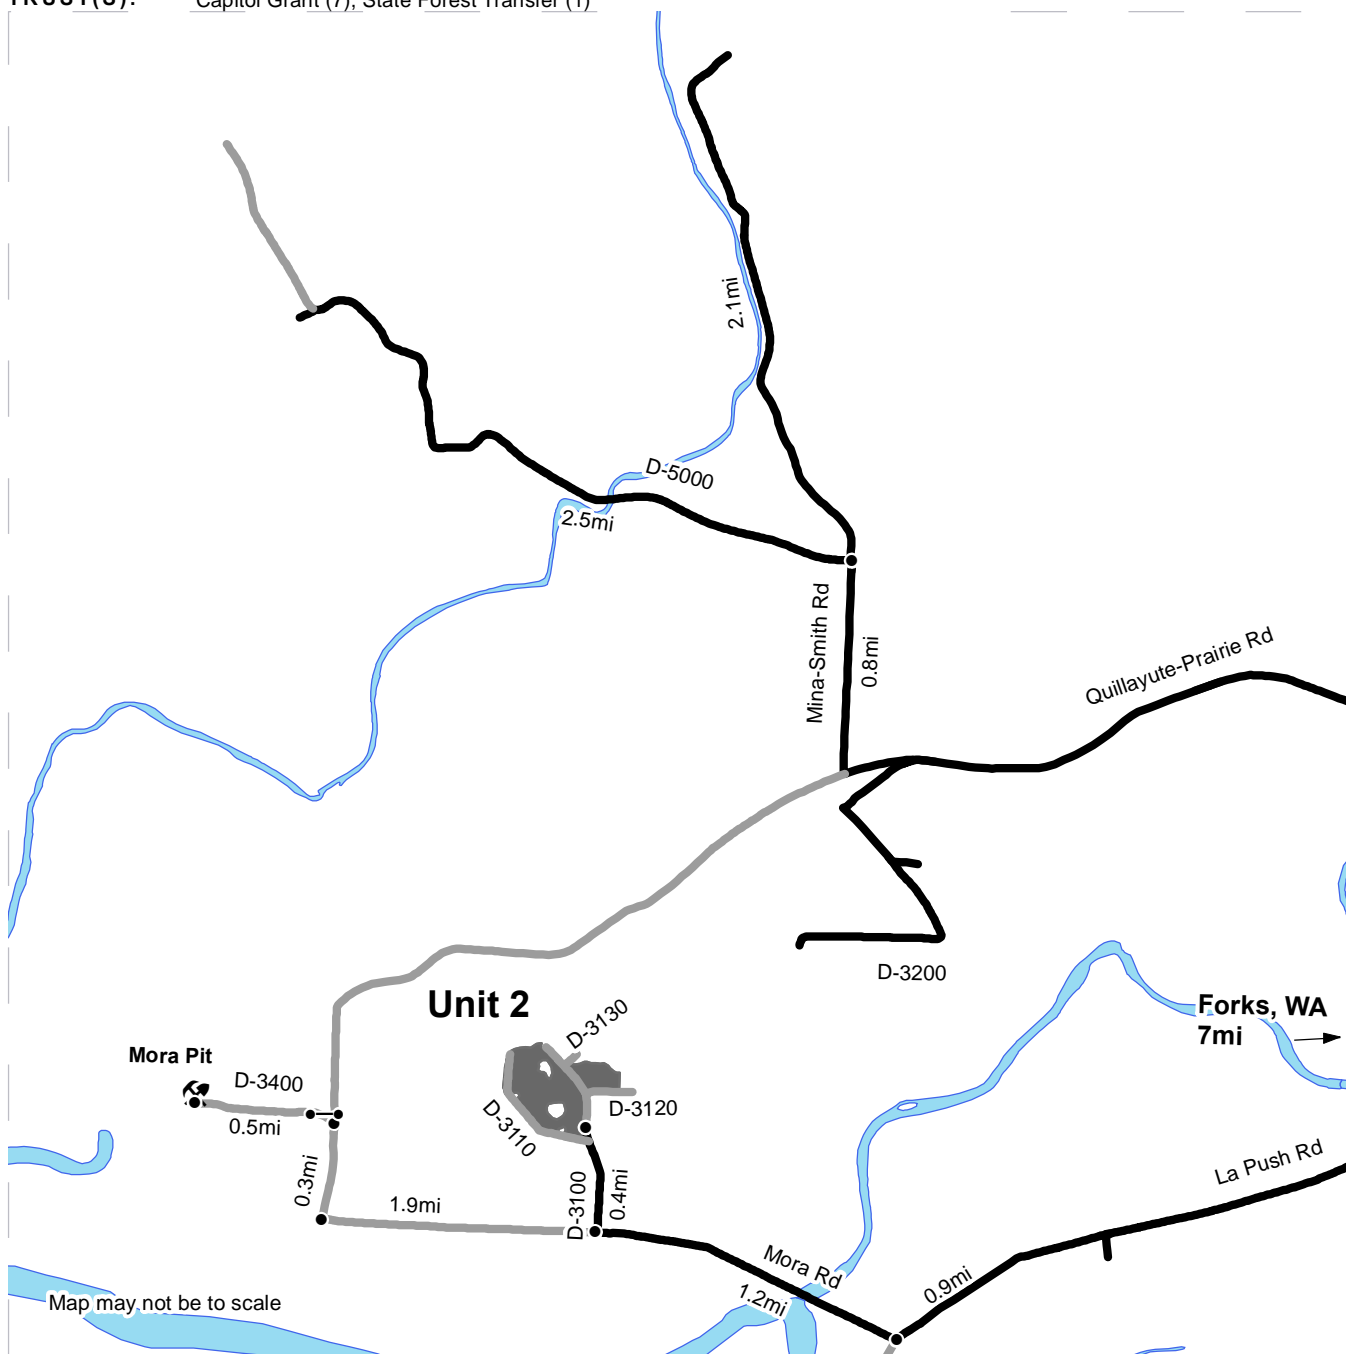 TRUST(S): Capitol Grant (7), State Forest Transfer (1)
2.1mi
D-5000
2.5mi
Mina-Smith Rd
0.8mi
Quillayute-Prairie Rd
D-3200
Unit 2
Forks, WA
7mi
D-3130
Mora Pit
D-3400
0.5mi
D-3120
D-3110
0.3mi
1.9mi
D-3100
0.4mi
La Push Rd
Mora Rd
1.2mi
0.9mi
Map may not be to scale